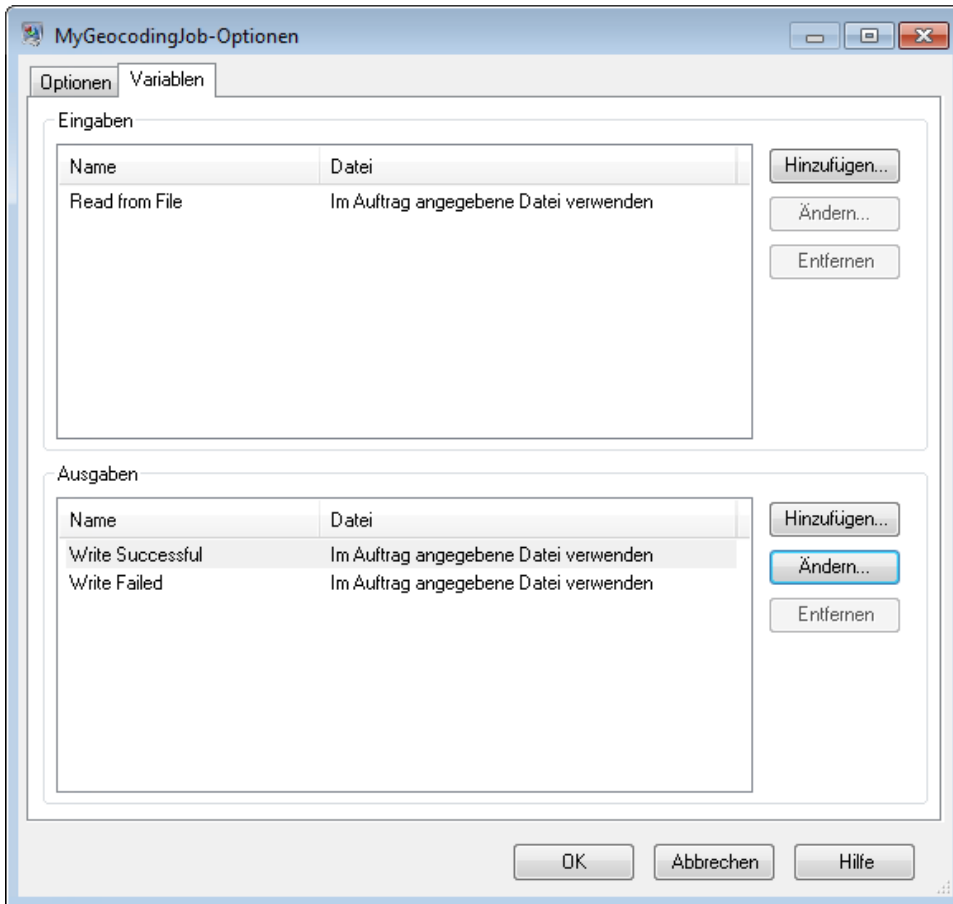 MyGeocodingJob-Optionen
Optionen Variablen
Eingaben
Name Datei Hinzufügen...
Read from File Im Auftrag angegebene Datei verwenden
Ändern...
Entfernen
Ausgaben
Name Datei Hinzufügen...
Write Successful Im Auftrag angegebene Datei verwenden
Ändern...
Write Failed Im Auftrag angegebene Datei verwenden
Entfernen
OK Abbrechen Hilfe